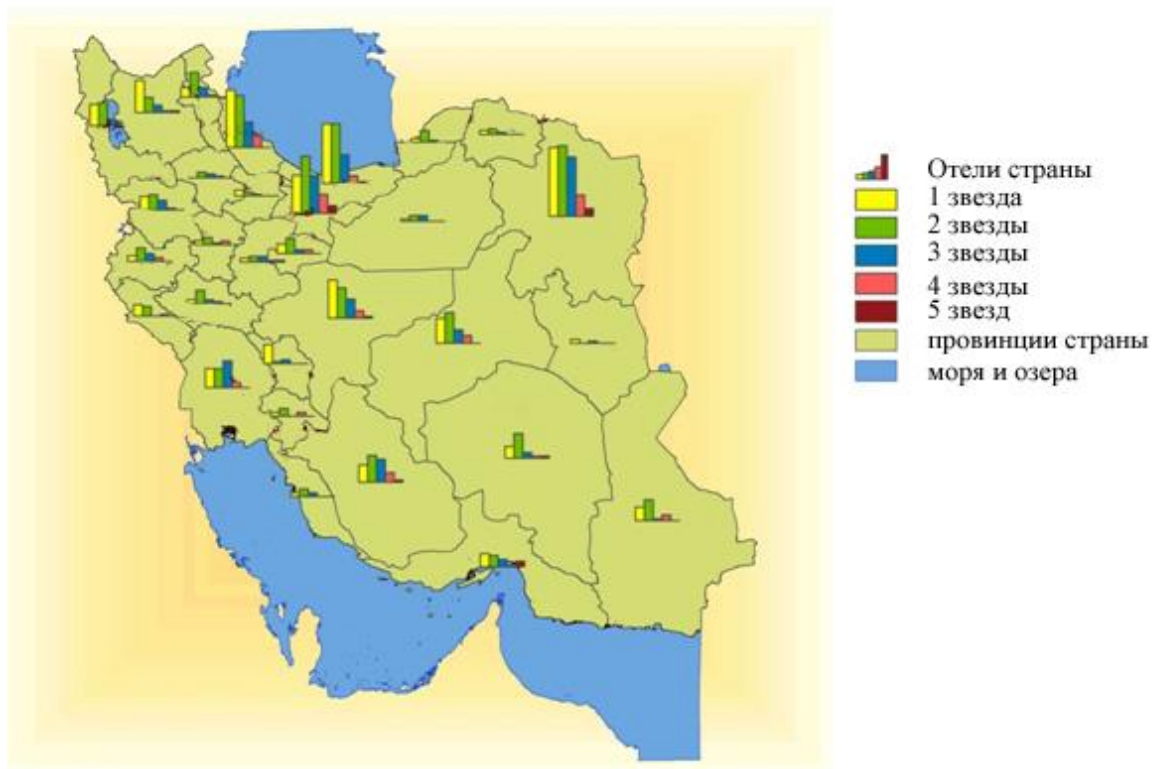 Отели страны
1 звезда
2 звезды
3 звезды
4 звезды
5 звезд
провинции страны
моря и озера